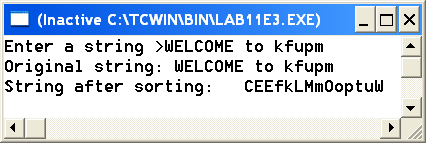 (Inactive C:\TCWIN\BIN\LAB11E3.EXE)
Enter a string >WELCOME to kfupm
Original string: WELCOME to kfupm
String after sorting:   CEEfkLMmOoptuW